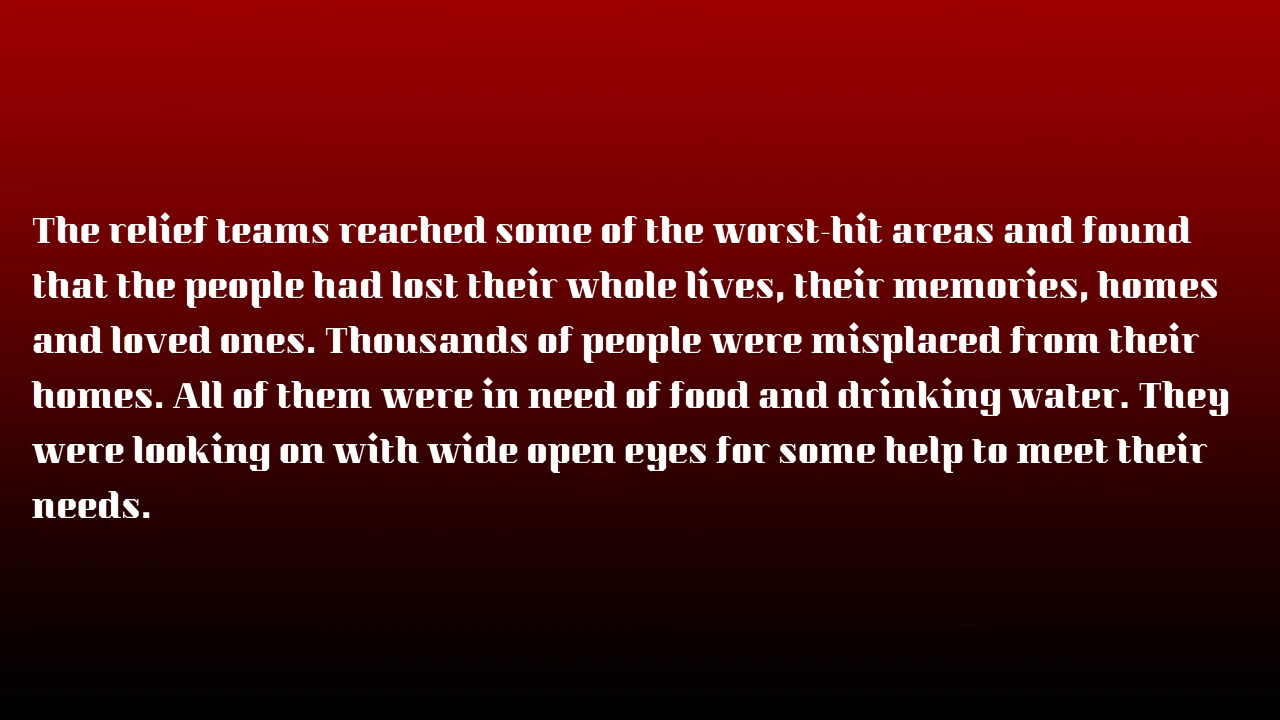 The relief teams reached some of the worst-hit areas and found
that the people had lost their whole lives, their memories, homes
and loved ones. Thousands of people were misplaced from their
homes. All of them were in need of food and drinking water. They
were looking on with wide open eyes for some help to meet their
needs.